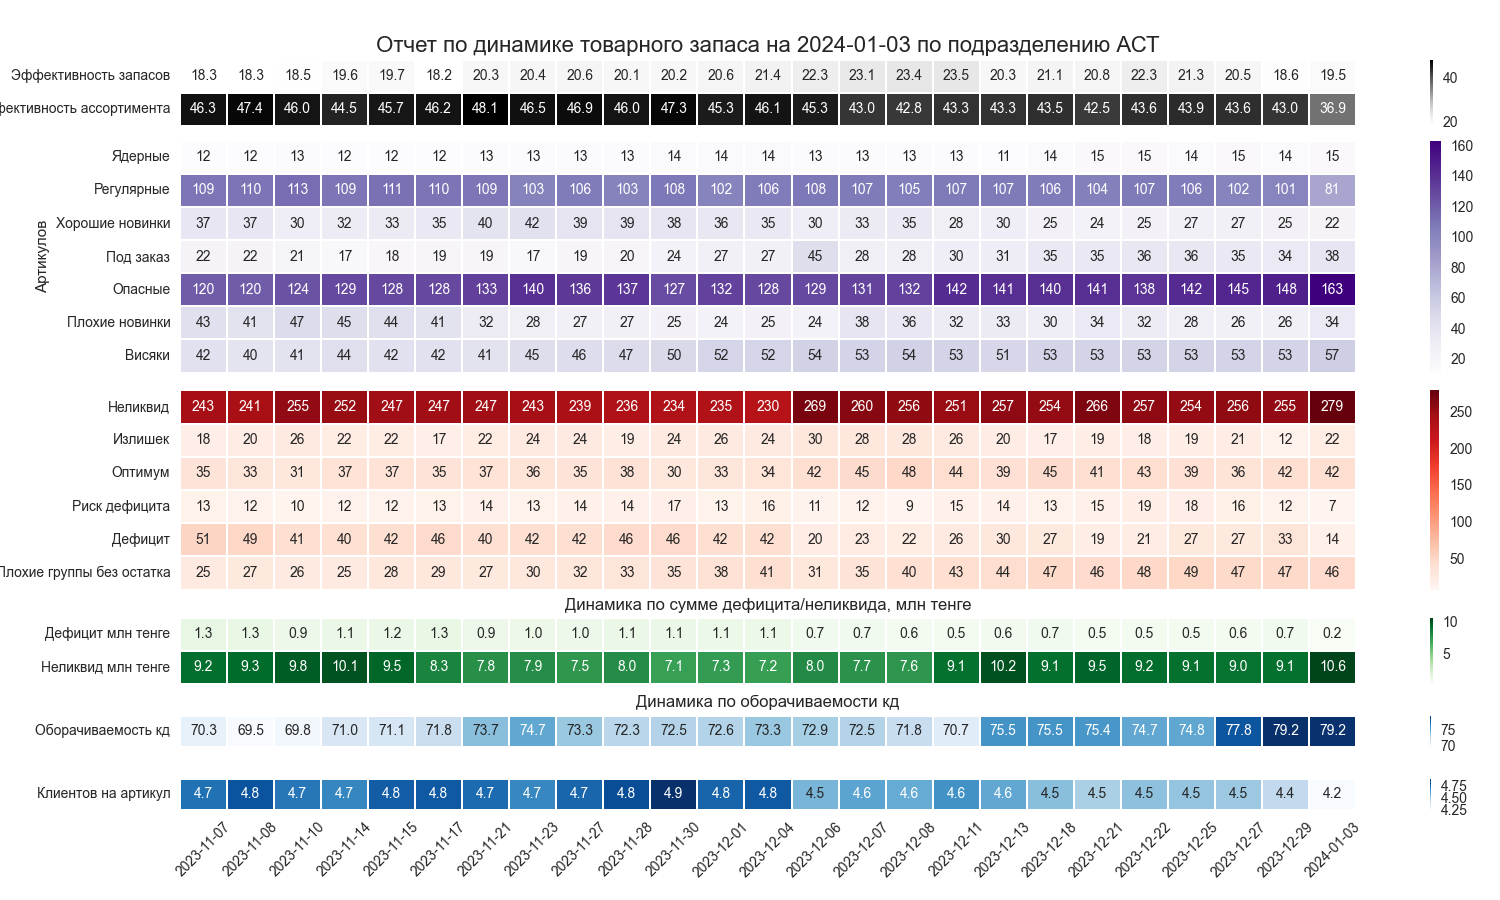 Отчет по динамике товарного запаса на 2024-01-03 по подразделению АСТ
Эффективность запасов 18.3 18.3 18.5 19.6 19.7 18.2 20.3 20.4 20.6 20.1 20.2 20.6 21.4 22.3 23.1 23.4 23.5 20.3 21.1 20.8 22.3 21.3 20.5 18.6 19.5
фективность ассортимента 46.3 47.4 46.0 44.5 45.7 46.2 48.1 46.5 46.9 46.0 47.3 45.3 46.1 45.3 43.0 42.8 43.3 43.3 43.5 42.5 43.6 43.9 43.6 43.0 36.9
40
20
Артикулов
Ядерные 12 12 13 12 12 12 13 13 13 13 14 14 14 13 13 13 13 11 14 15 15 14 15 14 15
Регулярные 109 110 113 109 111 110 109 103 106 103 108 102 106 108 107 105 107 107 106 104 107 106 102 101 81
Хорошие новинки 37 37 30 32 33 35 40 42 39 39 38 36 35 30 33 35 28 30 25 24 25 27 27 25 22
Под заказ 22 22 21 17 18 19 19 17 19 20 24 27 27 45 28 28 30 31 35 35 36 36 35 34 38
Опасные 120 120 124 129 128 128 133 140 136 137 127 132 128 129 131 132 142 141 140 141 138 142 145 148 163
Плохие новинки 43 41 47 45 44 41 32 28 27 27 25 24 25 24 38 36 32 33 30 34 32 28 26 26 34
Висяки 42 40 41 44 42 42 41 45 46 47 50 52 52 54 53 54 53 51 53 53 53 53 53 53 57
160
140
120
100
80
60
40
20
Неликвид 243 241 255 252 247 247 247 243 239 236 234 235 230 269 260 256 251 257 254 266 257 254 256 255 279
Излишек 18 20 26 22 22 17 22 24 24 19 24 26 24 30 28 28 26 20 17 19 18 19 21 12 22
Оптимум 35 33 31 37 37 35 37 36 35 38 30 33 34 42 45 48 44 39 45 41 43 39 36 42 42
Риск дефицита 13 12 10 12 12 13 14 13 14 14 17 13 16 11 12 9 15 14 13 15 19 18 16 12 7
Дефицит 51 49 41 40 42 46 40 42 42 46 46 42 42 20 23 22 26 30 27 19 21 27 27 33 14
Плохие группы без остатка 25 27 26 25 28 29 27 30 32 33 35 38 41 31 35 40 43 44 47 46 48 49 47 47 46
250
200
150
100
50
Динамика по сумме дефицита/неликвида, млн тенге
Дефицит млн тенге 1.3 1.3 0.9 1.1 1.2 1.3 0.9 1.0 1.0 1.1 1.1 1.1 1.1 0.7 0.7 0.6 0.5 0.6 0.7 0.5 0.5 0.5 0.6 0.7 0.2
Неликвид млн тенге 9.2 9.3 9.8 10.1 9.5 8.3 7.8 7.9 7.5 8.0 7.1 7.3 7.2 8.0 7.7 7.6 9.1 10.2 9.1 9.5 9.2 9.1 9.0 9.1 10.6
10
5
Динамика по оборачиваемости кд
Оборачиваемость кд 70.3 69.5 69.8 71.0 71.1 71.8 73.7 74.7 73.3 72.3 72.5 72.6 73.3 72.9 72.5 71.8 70.7 75.5 75.5 75.4 74.7 74.8 77.8 79.2 79.2
75
70
Клиентов на артикул 4.7 4.8 4.7 4.7 4.8 4.8 4.7 4.7 4.7 4.8 4.9 4.8 4.8 4.5 4.6 4.6 4.6 4.6 4.5 4.5 4.5 4.5 4.5 4.4 4.2
4.75
4.50
4.25
2023-11-07 2023-11-08 2023-11-10 2023-11-14 2023-11-15 2023-11-17 2023-11-21 2023-11-23 2023-11-27 2023-11-28 2023-11-30 2023-12-01 2023-12-04 2023-12-06 2023-12-07 2023-12-08 2023-12-11 2023-12-13 2023-12-18 2023-12-21 2023-12-22 2023-12-25 2023-12-27 2023-12-29 2024-01-03